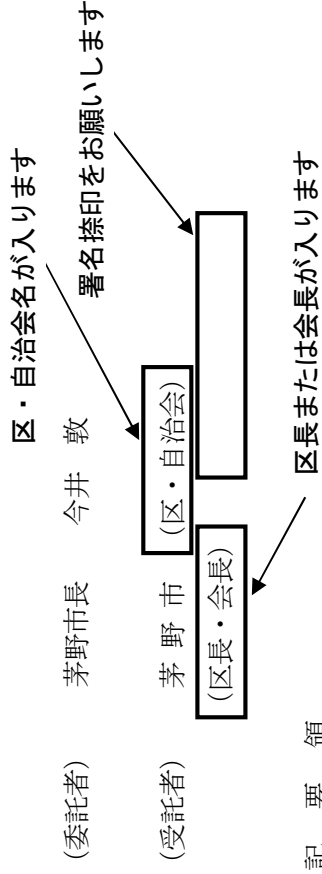 区・自治会名が入ります
(委託者) 茅野市長 今井 敦
署名捺印をお願いします
(受託者) 茅 野 市 (区・自治会)
(区長・会長)
区長または会長が入ります
記 要 領